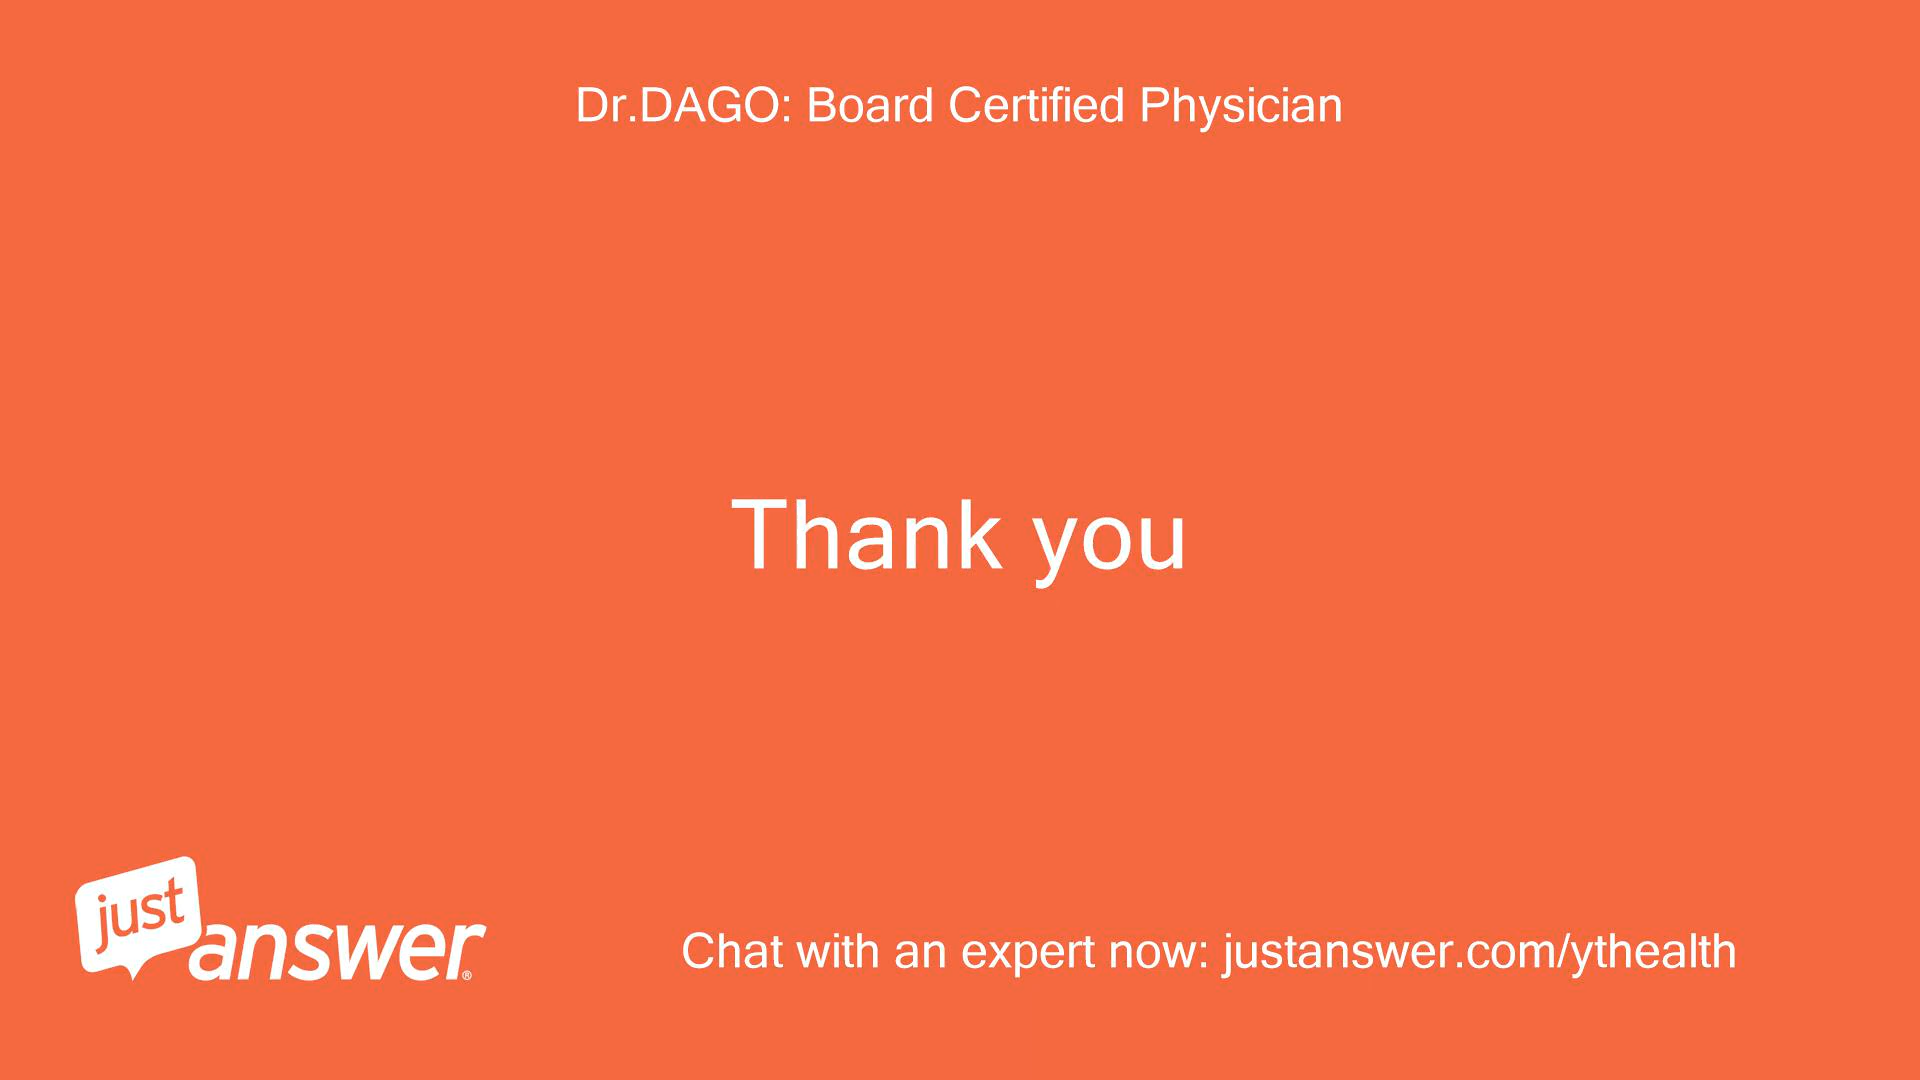 Dr.DAGO: Board Certified Physician
Thank you
just
answer®
Chat with an expert now: justanswer.com/ythealth